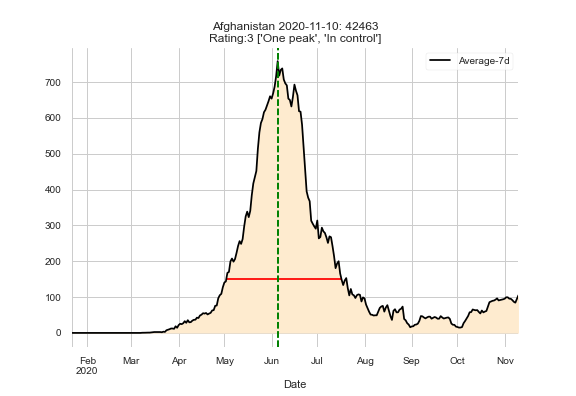 Afghanistan 2020-11-10: 42463
Rating:3 ['One peak', 'In control']
Average-7d
700
600
500
400
300
200
100
0
Feb Mar Apr May Jun Jul Aug Sep Oct Nov
2020
Date